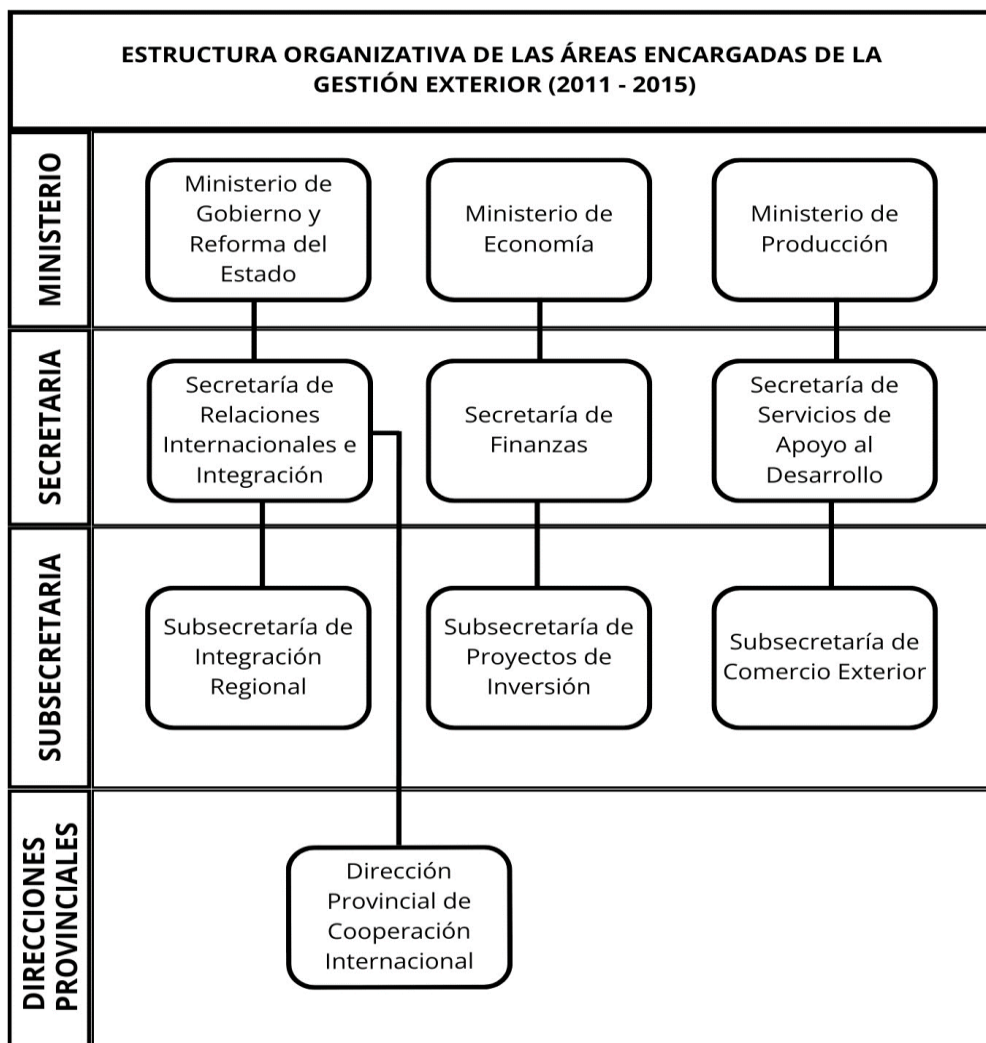 ESTRUCTURA ORGANIZATIVA DE LAS ÁREAS ENCARGADAS DE LA
GESTIÓN EXTERIOR (2011 - 2015)
MINISTERIO
Ministerio de
Gobierno y
Reforma del
Estado
Ministerio de
Economía
Ministerio de
Producción
SECRETARIA
Secretaría de
Relaciones
Internacionales e
Integración
Secretaría de
Finanzas
Secretaría de
Servicios de
Apoyo al
Desarrollo
SUBSECRETARIA
Subsecretaría de
Integración
Regional
Subsecretaría de
Proyectos de
Inversión
Subsecretaría de
Comercio Exterior
DIRECCIONES
PROVINCIALES
Dirección
Provincial de
Cooperación
Internacional